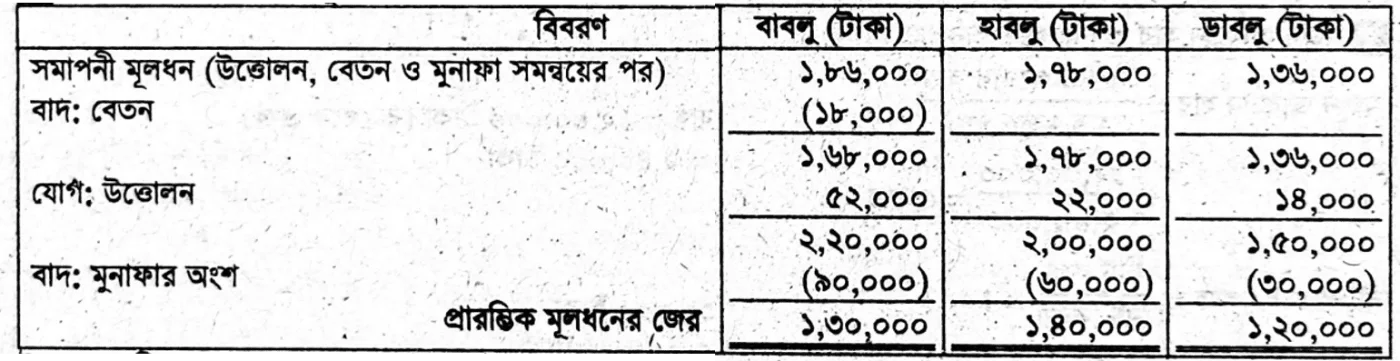 বিবরণ বাবলু (টাকা) হাবলু (টাকা) ডাবলু (টাকা)
সমাপনী মূলধন (উত্তোলন, বেতন ও মুনাফা সমন্বয়ের পর) ১,৮৬,০০০ ১,৭৮,০০০ ১,৩৬,০০০
বাদ: বেতন (১৮,০০০)
১,৬৮,০০০ ১,৭৮,০০০ ১,৩৬,০০০
যোগ: উত্তোলন ৫২,০০০ ২২,০০০ ১৪,০০০
২,২০,০০০ ২,০০,০০০ ১,৫০,০০০
বাদ: মুনাফার অংশ (৯০,০০০) (৬০,০০০) (৩০,০০০)
প্রারম্ভিক মূলধনের জের ১,৩০,০০০ ১,৪০,০০০ ১,২০,০০০